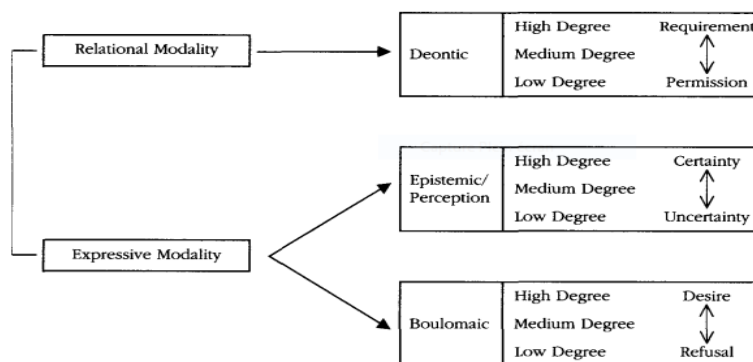 Relational Modality
Deontic
High Degree Requirement
Medium Degree
Low Degree Permission
Expressive Modality
Epistemic/
Perception
High Degree Certainty
Medium Degree
Low Degree Uncertainty
Boulomaic
High Degree Desire
Medium Degree
Low Degree Refusal